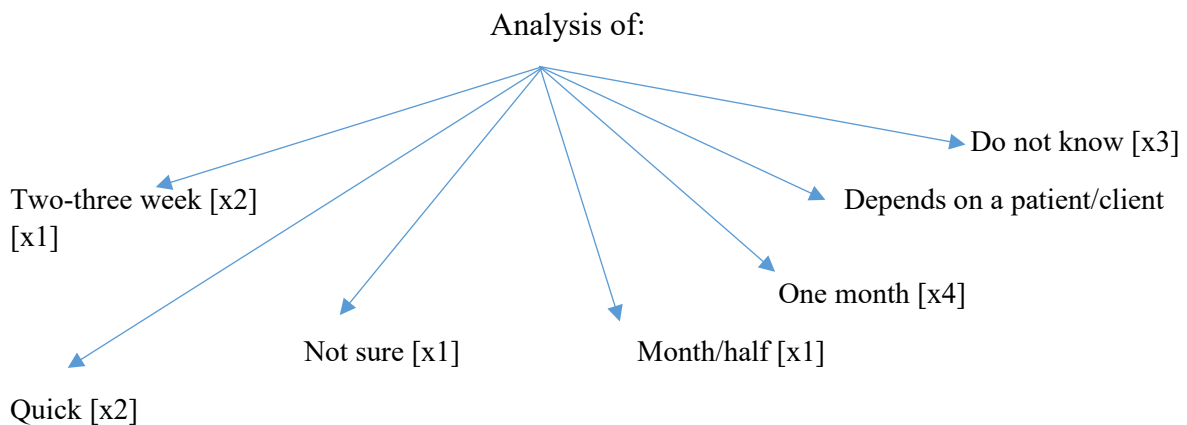 Analysis of:
Do not know [x3]
Two-three week [x2]
Depends on a patient/client
[x1]
One month [x4]
Not sure [x1]
Month/half [x1]
Quick [x2]